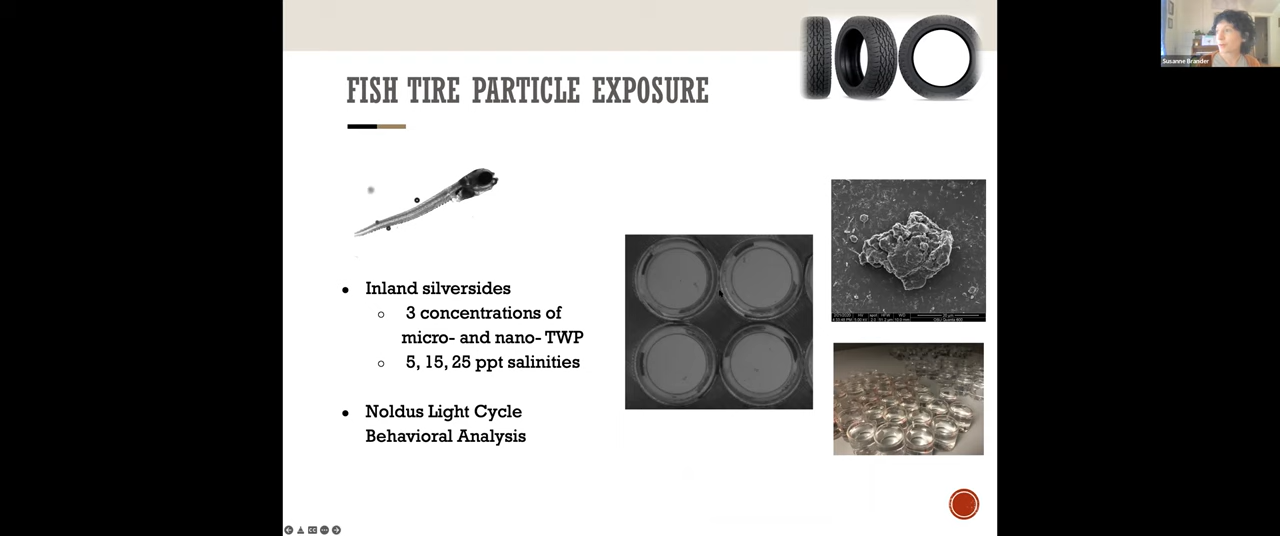 Susanne Brander
FISH TIRE PARTICLE EXPOSURE
Inland silversides
3 concentrations of
micro- and nano- TWP
5, 15, 25 ppt salinities
Noldus Light Cycle
Behavioral Analysis